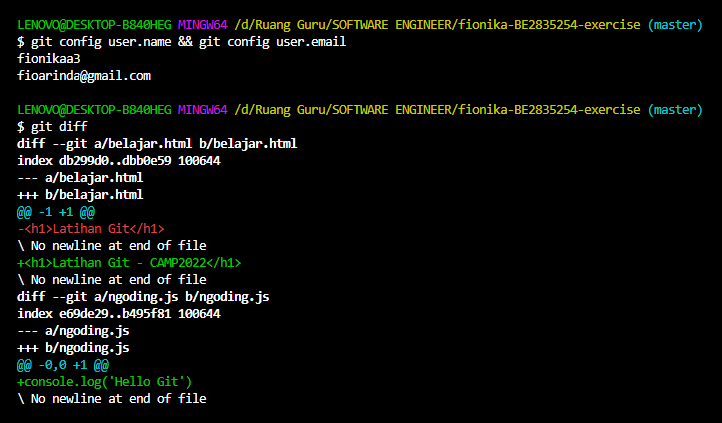 LENOVO@DESKTOP-B840HEG MINGW64 /d/Ruang Guru/SOFTWARE ENGINEER/fionika-BE2835254-exercise (master)
$ git config user.name && git config user.email
fionikaa3
fioarinda@gmail.com
LENOVO@DESKTOP-B840HEG MINGW64 /d/Ruang Guru/SOFTWARE ENGINEER/fionika-BE2835254-exercise (master)
$ git diff
diff --git a/belajar.html b/belajar.html
index db299d0..dbb0e59 100644
--- a/belajar.html
+++ b/belajar.html
@@ -1 +1 @@
-<h1>Latihan Git</h1>
\ No newline at end of file
+<h1>Latihan Git - CAMP2022</h1>
\ No newline at end of file
diff --git a/ngoding.js b/ngoding.js
index e69de29..b495f81 100644
--- a/ngoding.js
+++ b/ngoding.js
@@ -0,0 +1 @@
+console.log('Hello Git')
\ No newline at end of file